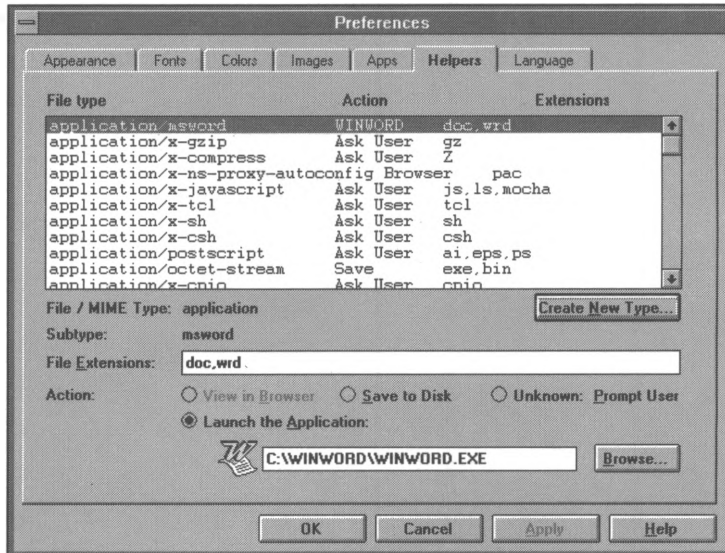 Preferences
Appearance Fonts Colors Images Apps Helpers Language
File type Action Extensions
application/msword WINWORD doc,wrd
application/x-gzip Ask User gz
application/x-compress Ask User Z
application/x-ns-proxy-autoconfig Browser pac
application/x-javascript Ask User js,ls,mocha
application/x-tcl Ask User tcl
application/x-sh Ask User sh
application/x-csh Ask User csh
application/postscript Ask User ai,eps,ps
application/octet-stream Save exe,bin
application/x-cpio Ask User cpio
File / MIME Type: application Create New Type...
Subtype: msword
File Extensions: doc,wrd
Action: View in Browser Save to Disk Unknown: Prompt User
Launch the Application:
W C:\WINWORD\WINWORD.EXE Browse...
OK Cancel Apply Help